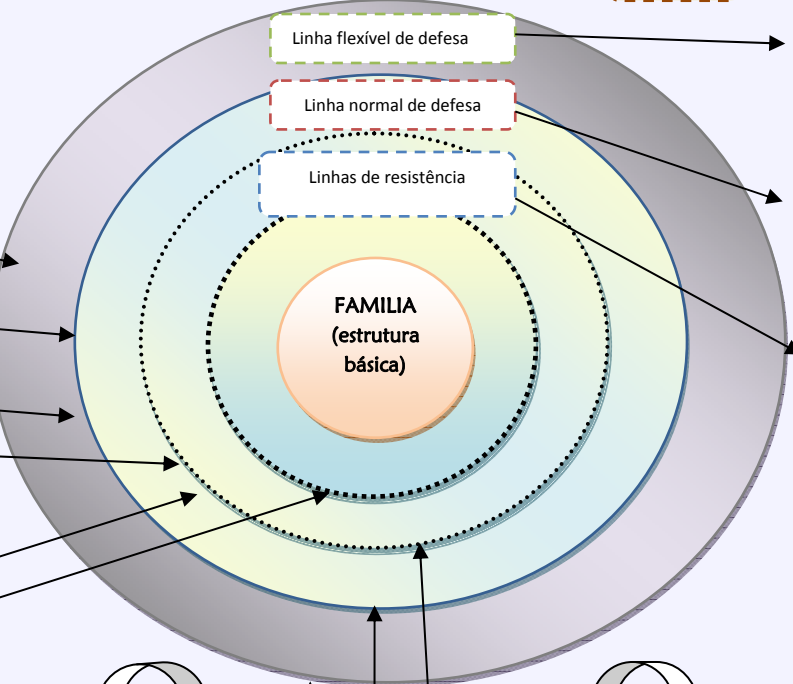 Linha flexível de defesa
Linha normal de defesa
Linhas de resistência
FAMILIA
(estrutura
básica)